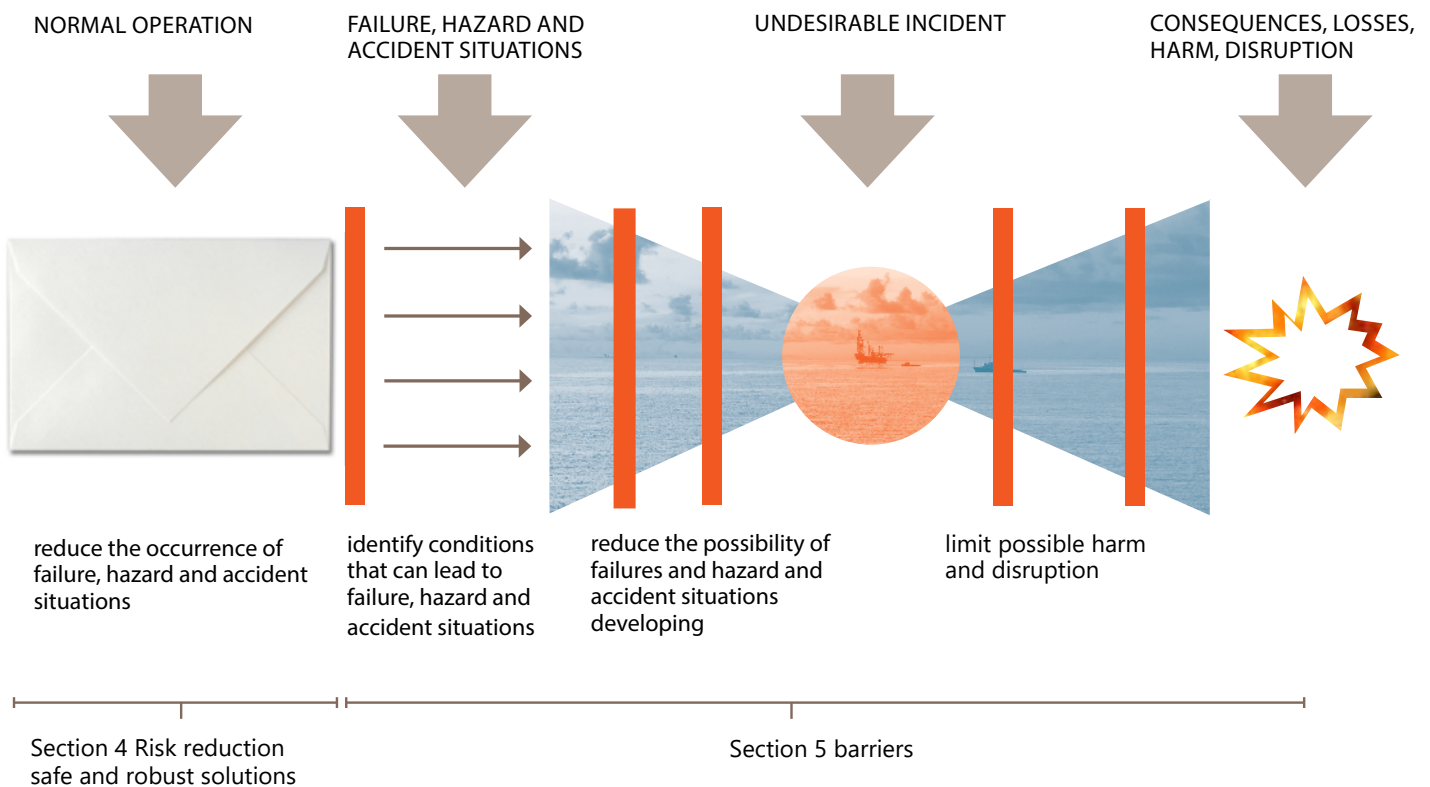 NORMAL OPERATION
FAILURE, HAZARD AND
ACCIDENT SITUATIONS
UNDESIRABLE INCIDENT
CONSEQUENCES, LOSSES,
HARM, DISRUPTION
reduce the occurrence of
failure, hazard and accident
situations
identify conditions
that can lead to
failure, hazard and
accident situations
reduce the possibility of
failures and hazard and
accident situations
developing
limit possible harm
and disruption
Section 4 Risk reduction
safe and robust solutions
Section 5 barriers